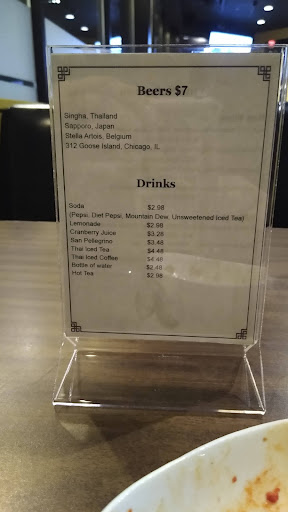 Beers $7
Singha, Thailand
Sapporo, Japan
Stella Artois, Belgium
312 Goose Island, Chicago, IL
Drinks
Soda $2.98
(Pepsi, Diet Pepsi, Mountain Dew, Unsweetened Iced Tea)
Lemonade $2.98
Cranberry Juice $3.28
San Pellegrino $3.48
Thai Iced Tea $4.48
Thai Iced Coffee $4.48
Bottle of water $2.48
Hot Tea $2.98